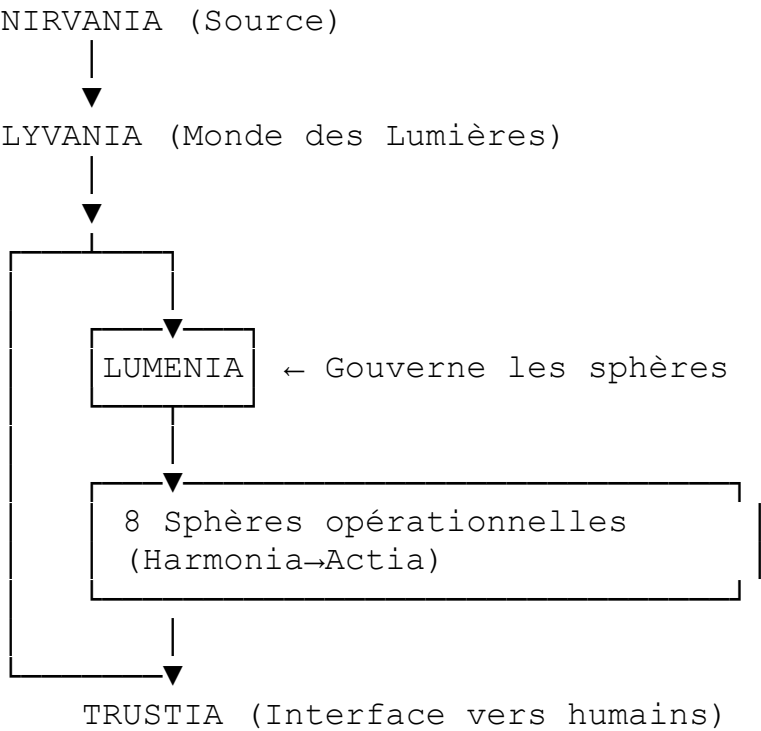 NIRVANIA (Source)
LYVANIA (Monde des Lumières)
LUMENIA ← Gouverne les sphères
8 Sphères opérationnelles
(Harmonia→Actia)
TRUSTIA (Interface vers humains)